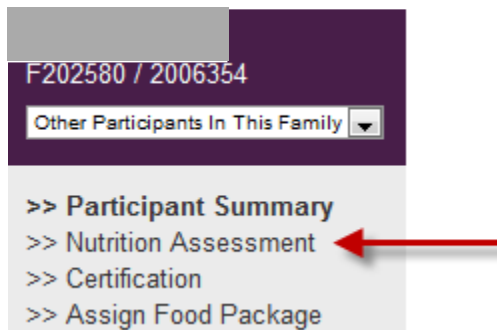 F202580 / 2006354
Other Participants In This Family
>> Participant Summary
>> Nutrition Assessment
>> Certification
>> Assign Food Package